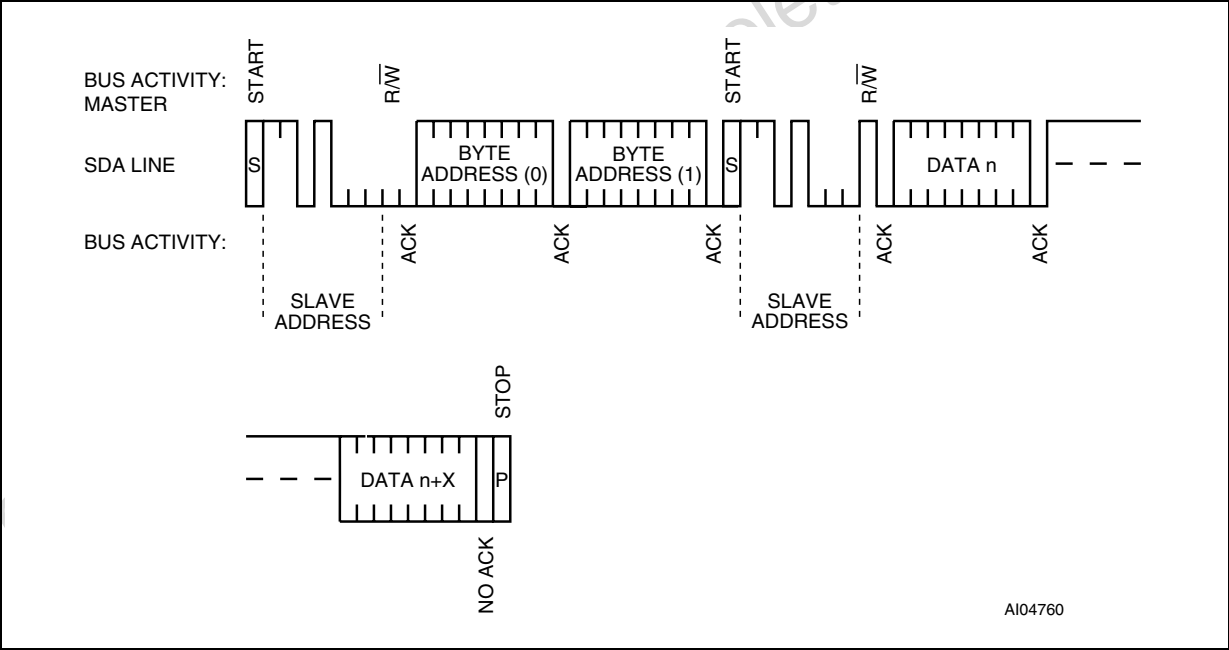 START
R/W
START
R/W
BUS ACTIVITY:
MASTER
SDA LINE
S
BYTE
ADDRESS (0)
BYTE
ADDRESS (1)
S
DATA n
BUS ACTIVITY:
ACK
ACK
ACK
ACK
ACK
SLAVE
ADDRESS
SLAVE
ADDRESS
STOP
DATA n+X
P
NO ACK
AI04760